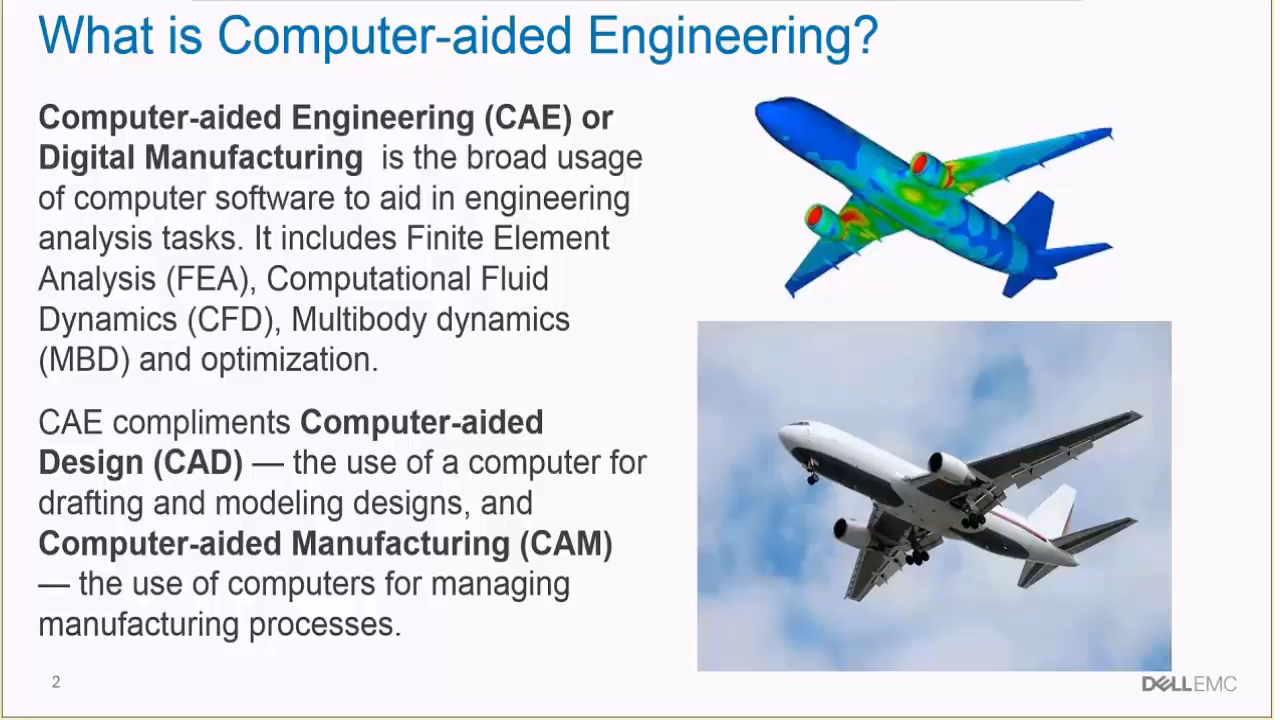 What is Computer-aided Engineering?
Computer-aided Engineering (CAE) or
Digital Manufacturing is the broad usage
of computer software to aid in engineering
analysis tasks. It includes Finite Element
Analysis (FEA), Computational Fluid
Dynamics (CFD), Multibody dynamics
(MBD) and optimization.
CAE compliments Computer-aided
Design (CAD) — the use of a computer for
drafting and modeling designs, and
Computer-aided Manufacturing (CAM)
— the use of computers for managing
manufacturing processes.
2
DELLEMC